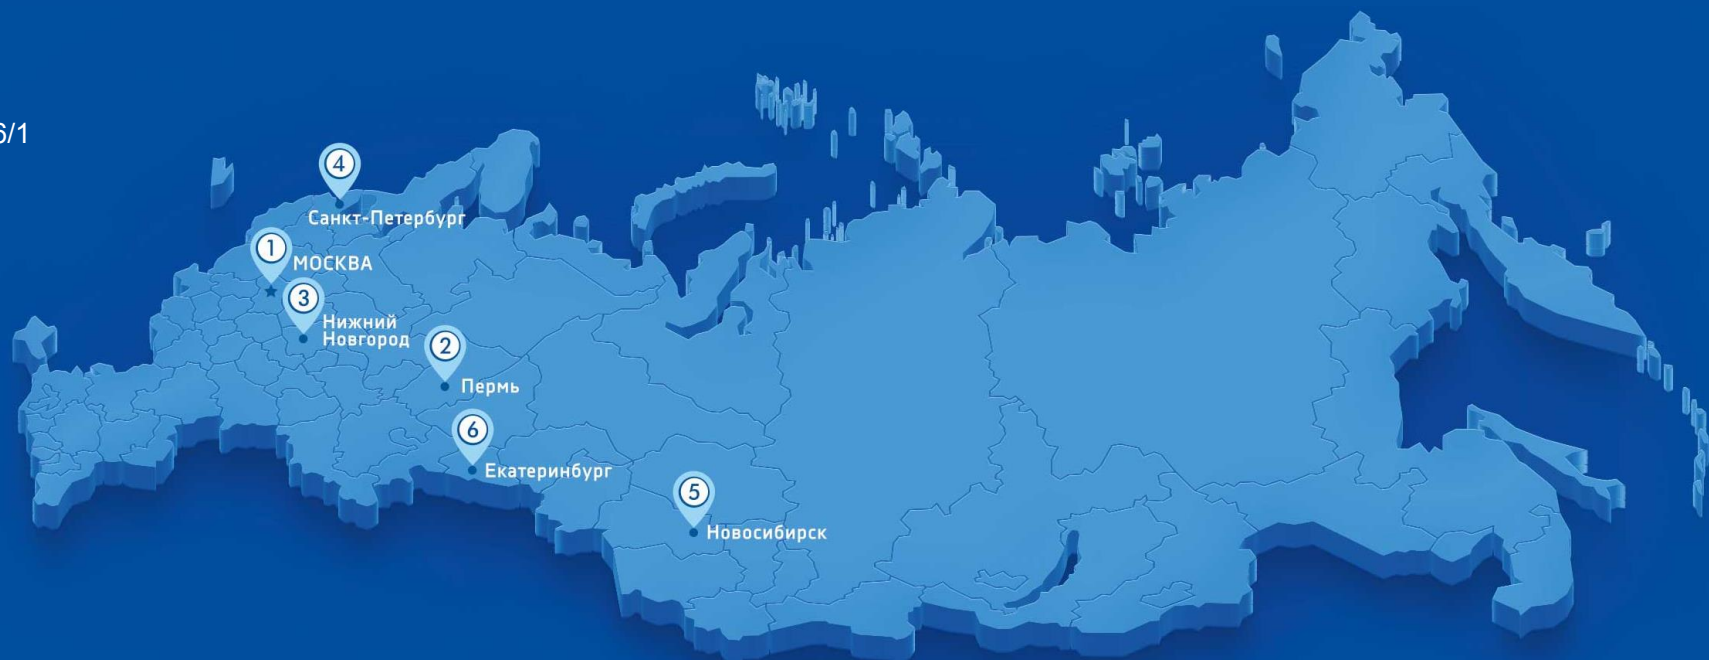 6/1
4
Санкт-Петербург
1
МОСКВА
3
Нижний
Новгород
2
Пермь
6
Екатеринбург
5
Новосибирск